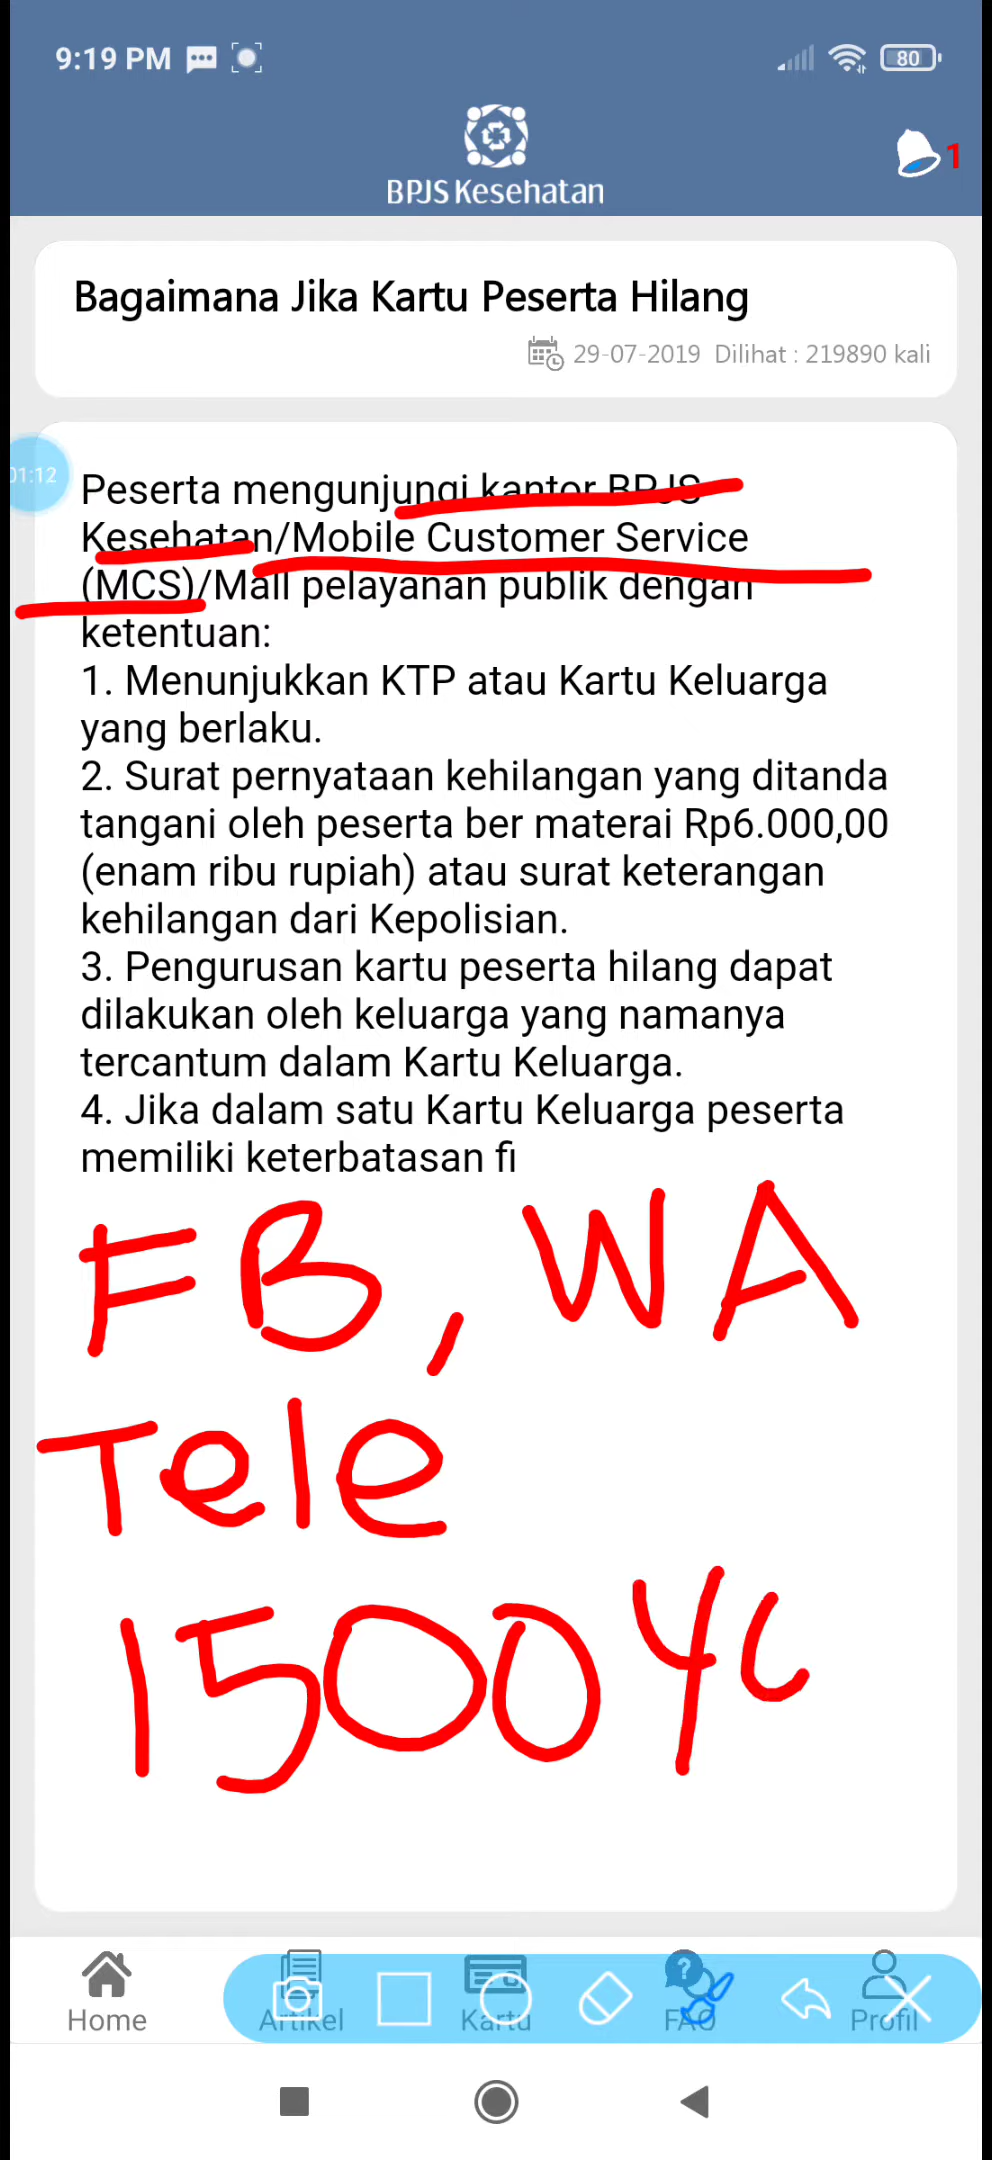 9:19 PM
80
BPJS Kesehatan
1
Bagaimana Jika Kartu Peserta Hilang
29-07-2019 Dilihat : 219890 kali
01:12
Peserta mengunjungi kantor BPJS
Kesehatan/Mobile Customer Service
(MCS)/Mall pelayanan publik dengan
ketentuan:
1. Menunjukkan KTP atau Kartu Keluarga
yang berlaku.
2. Surat pernyataan kehilangan yang ditanda
tangani oleh peserta ber materai Rp6.000,00
(enam ribu rupiah) atau surat keterangan
kehilangan dari Kepolisian.
3. Pengurusan kartu peserta hilang dapat
dilakukan oleh keluarga yang namanya
tercantum dalam Kartu Keluarga.
4. Jika dalam satu Kartu Keluarga peserta
memiliki keterbatasan fi
FB, WA
Tele
Home Artikel Kartu FAQ Profil